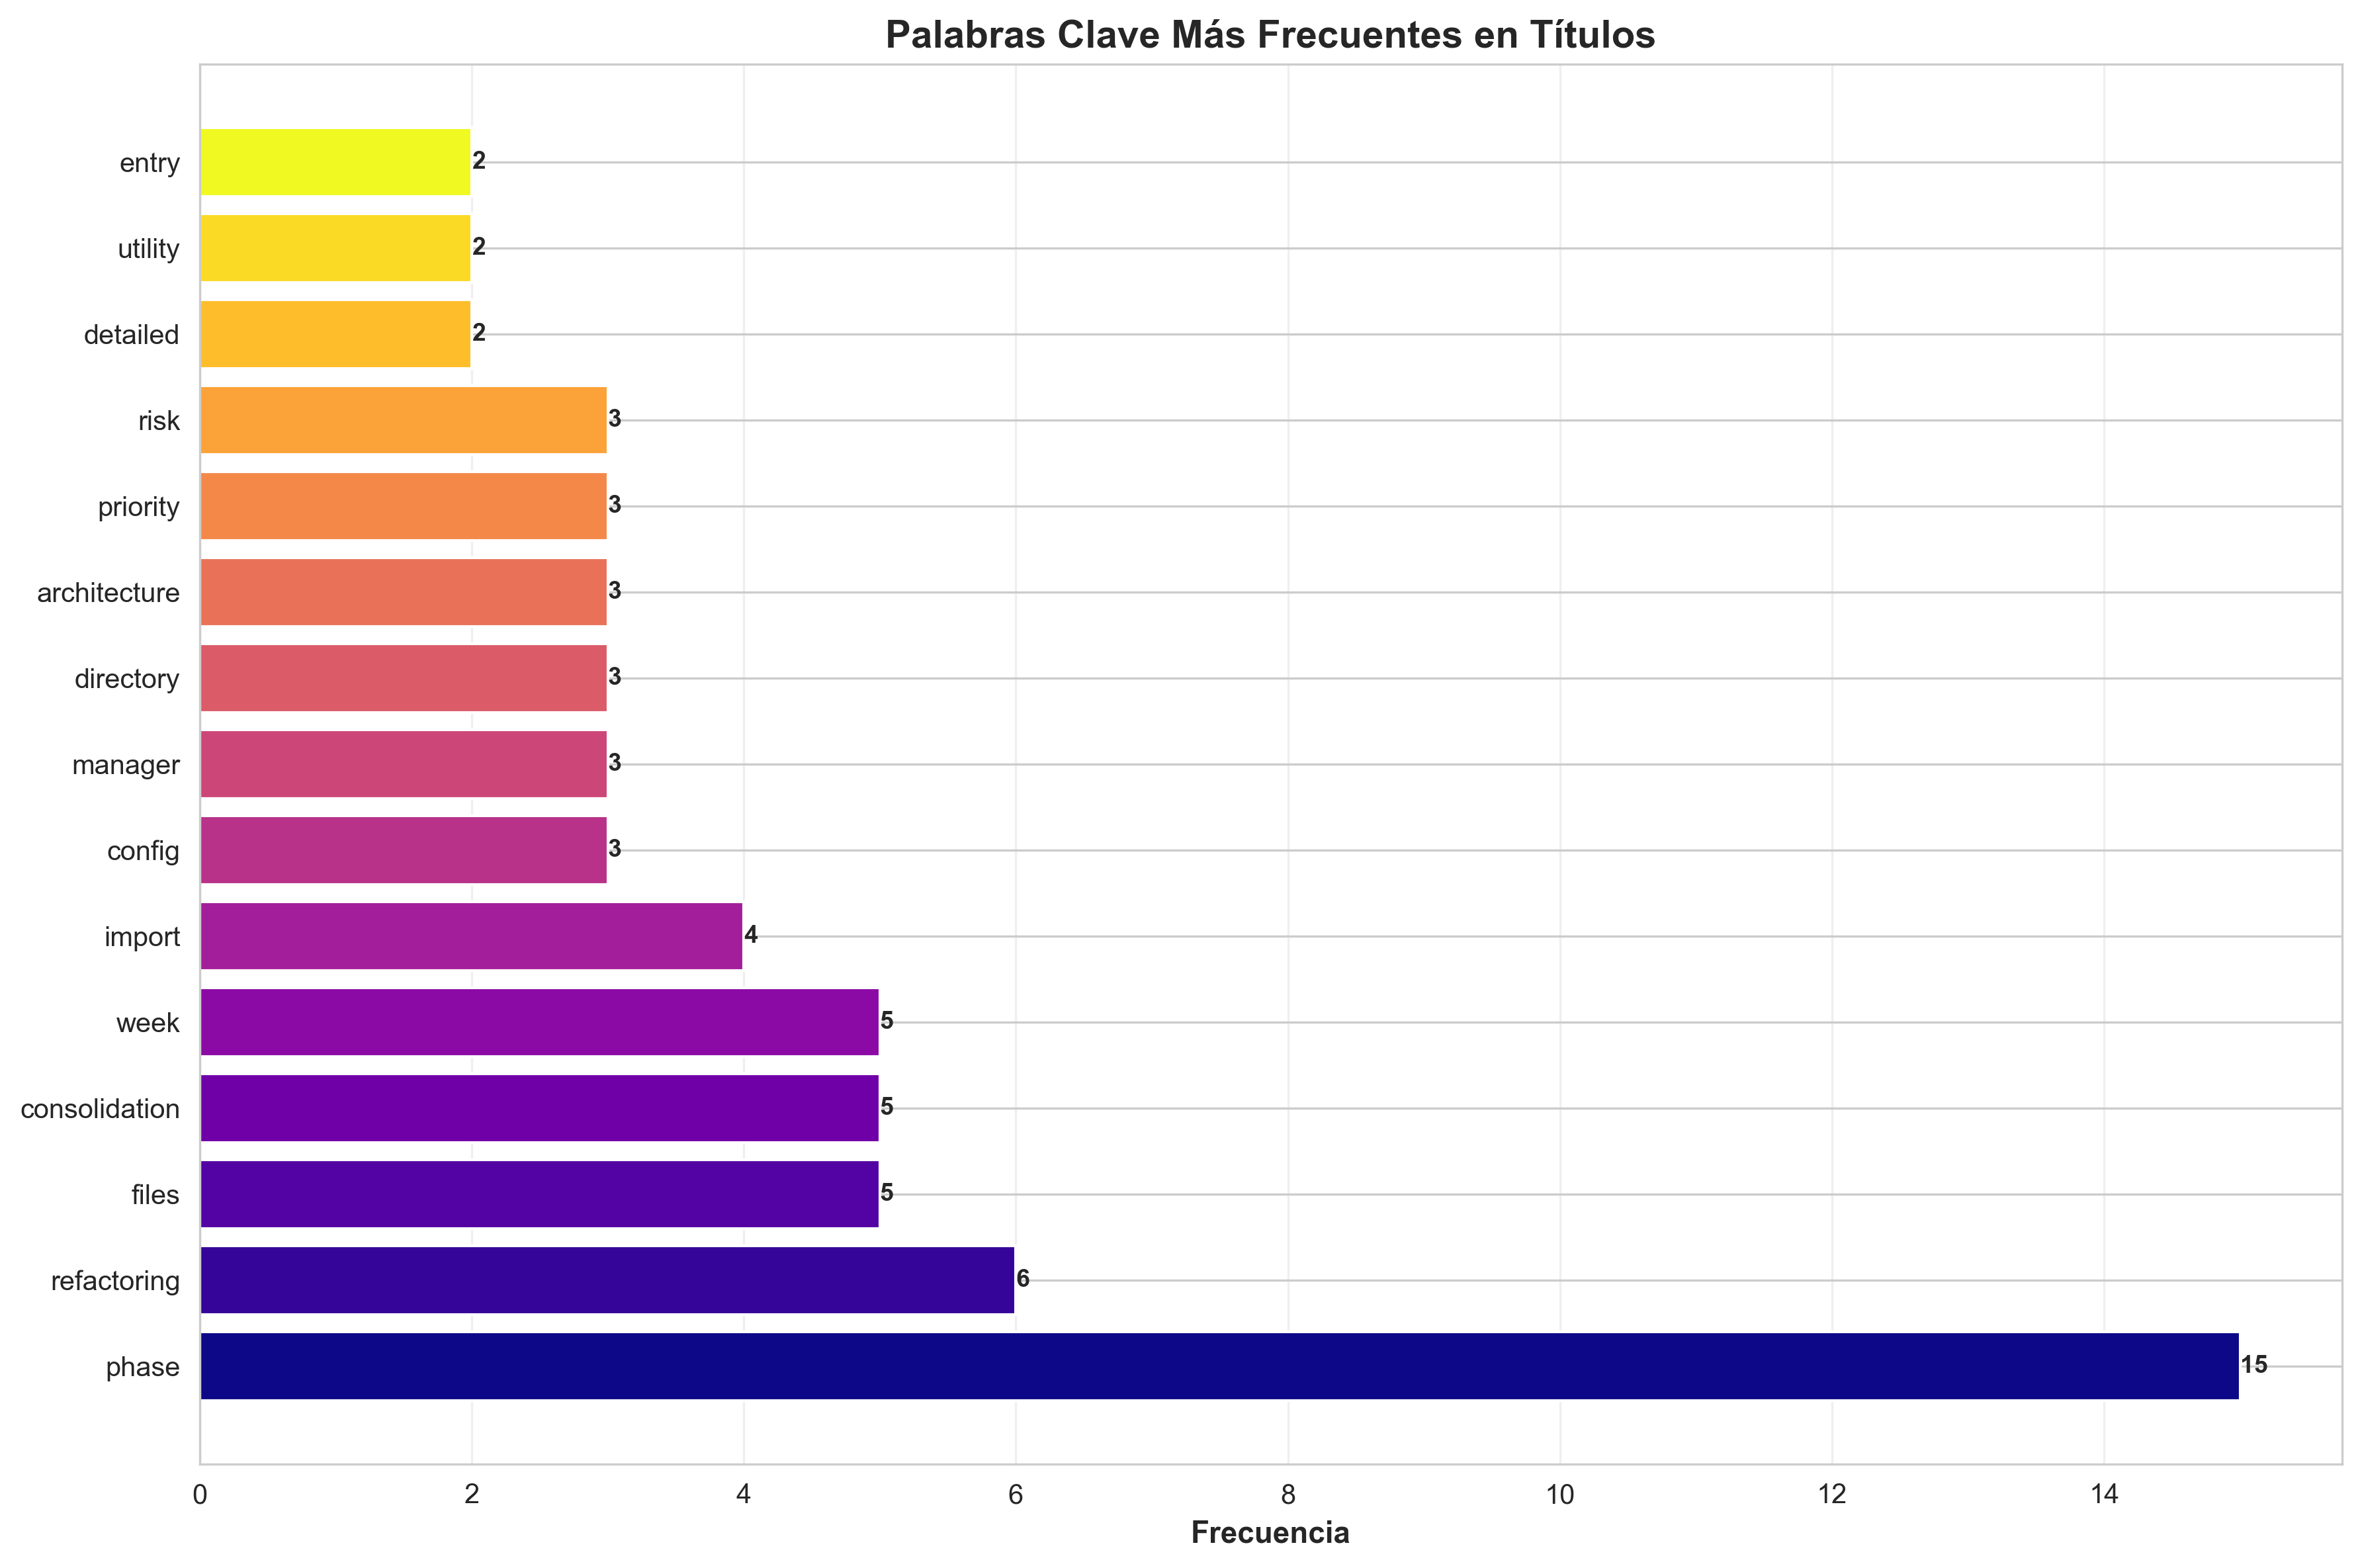 Palabras Clave Más Frecuentes en Títulos
entry 2
utility 2
detailed 2
risk 3
priority 3
architecture 3
directory 3
manager 3
config 3
import 4
week 5
consolidation 5
files 5
refactoring 6
phase 15
0 2 4 6 8 10 12 14
Frecuencia